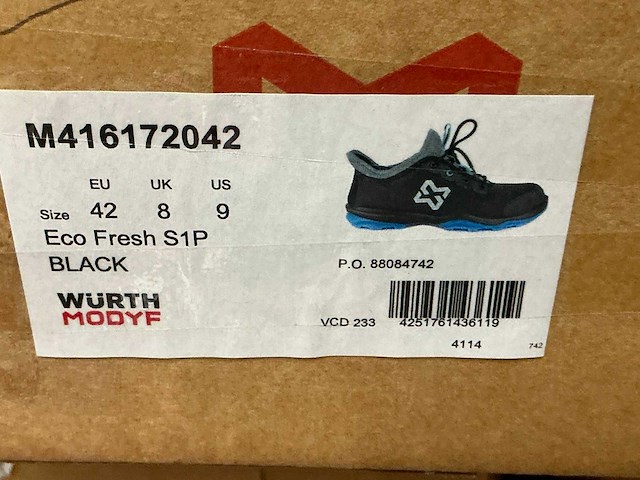 M416172042
EU UK US
Size 42 8 9
Eco Fresh S1P
BLACK
P.O. 88084742
WÜRTH
MODYF
VCD 233 4251761436119
4114 742